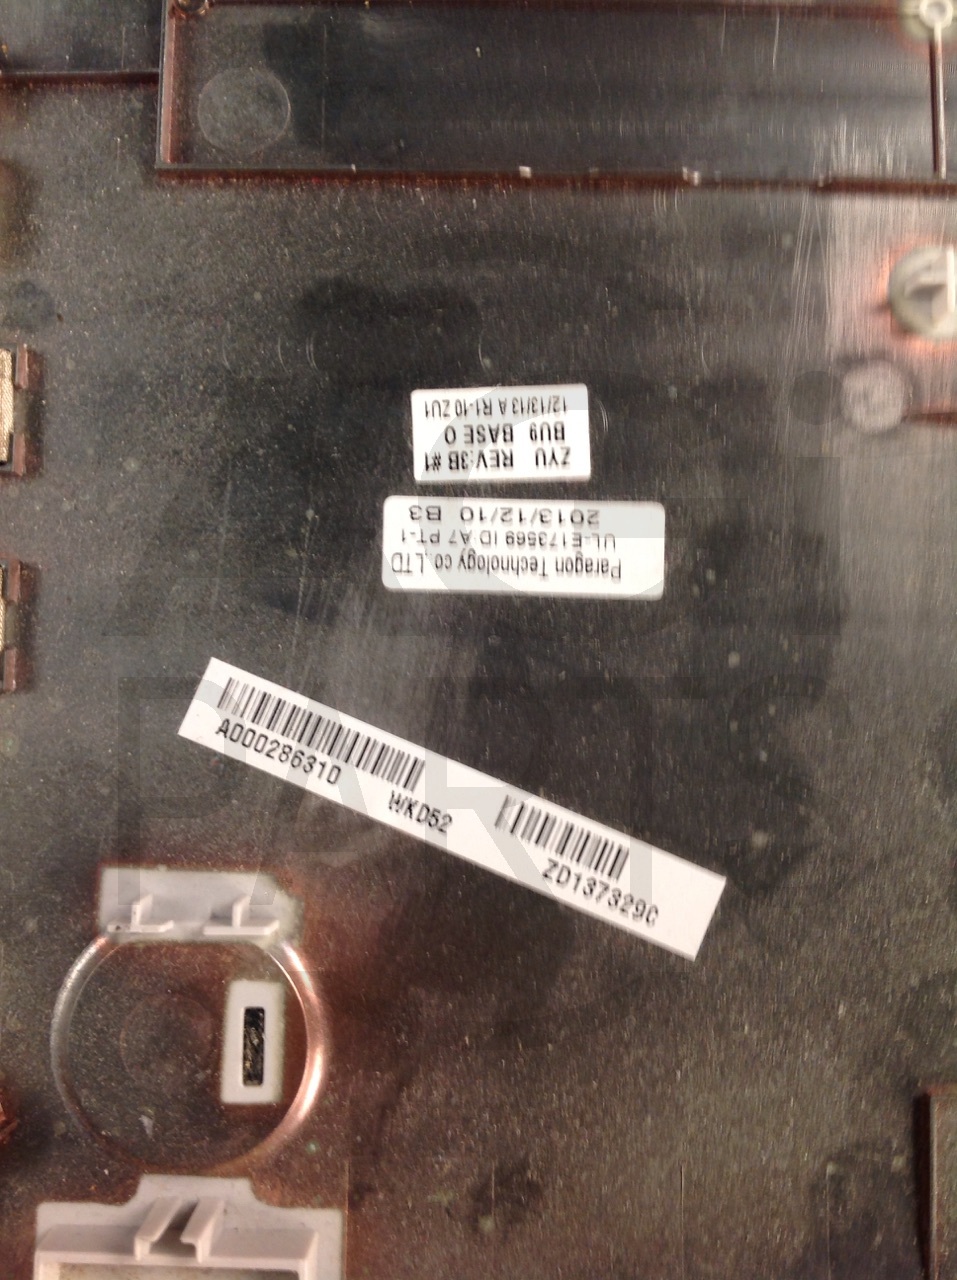 ZYU REV:3B #1
BU9 BASE O
12/13/13 A R1-10 ZU1
Paragon Technology co.,LTD
UL-E173569 ID A7 PT-1
2013/12/10 B3
A000286310
WKD52
ZD137329C
PARTS